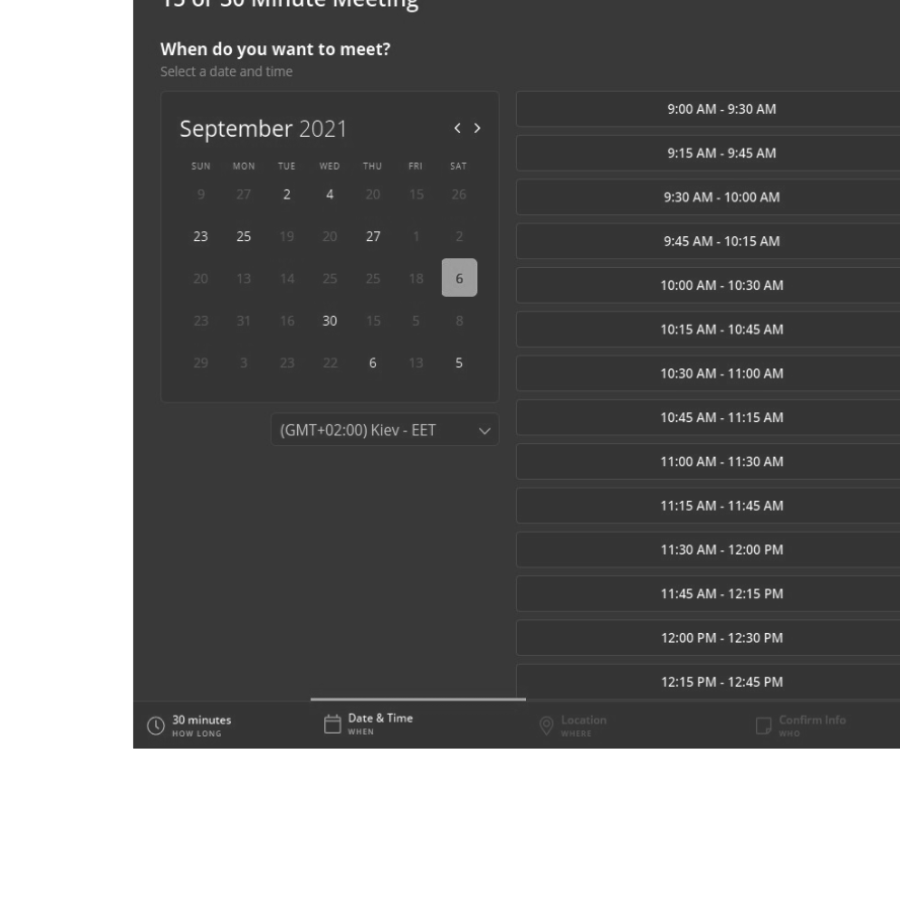 15 or 30 Minute Meeting
When do you want to meet?
Select a date and time
September 2021
SUN MON TUE WED THU FRI SAT
9 27 2 4 20 15 26
23 25 19 20 27 1 2
20 13 14 25 25 18 6
23 31 16 30 15 5 8
29 3 23 22 6 13 5
(GMT+02:00) Kiev - EET
9:00 AM - 9:30 AM
9:15 AM - 9:45 AM
9:30 AM - 10:00 AM
9:45 AM - 10:15 AM
10:00 AM - 10:30 AM
10:15 AM - 10:45 AM
10:30 AM - 11:00 AM
10:45 AM - 11:15 AM
11:00 AM - 11:30 AM
11:15 AM - 11:45 AM
11:30 AM - 12:00 PM
11:45 AM - 12:15 PM
12:00 PM - 12:30 PM
12:15 PM - 12:45 PM
30 minutes
HOW LONG
Date & Time
WHEN
Location
WHERE
Confirm Info
WHO